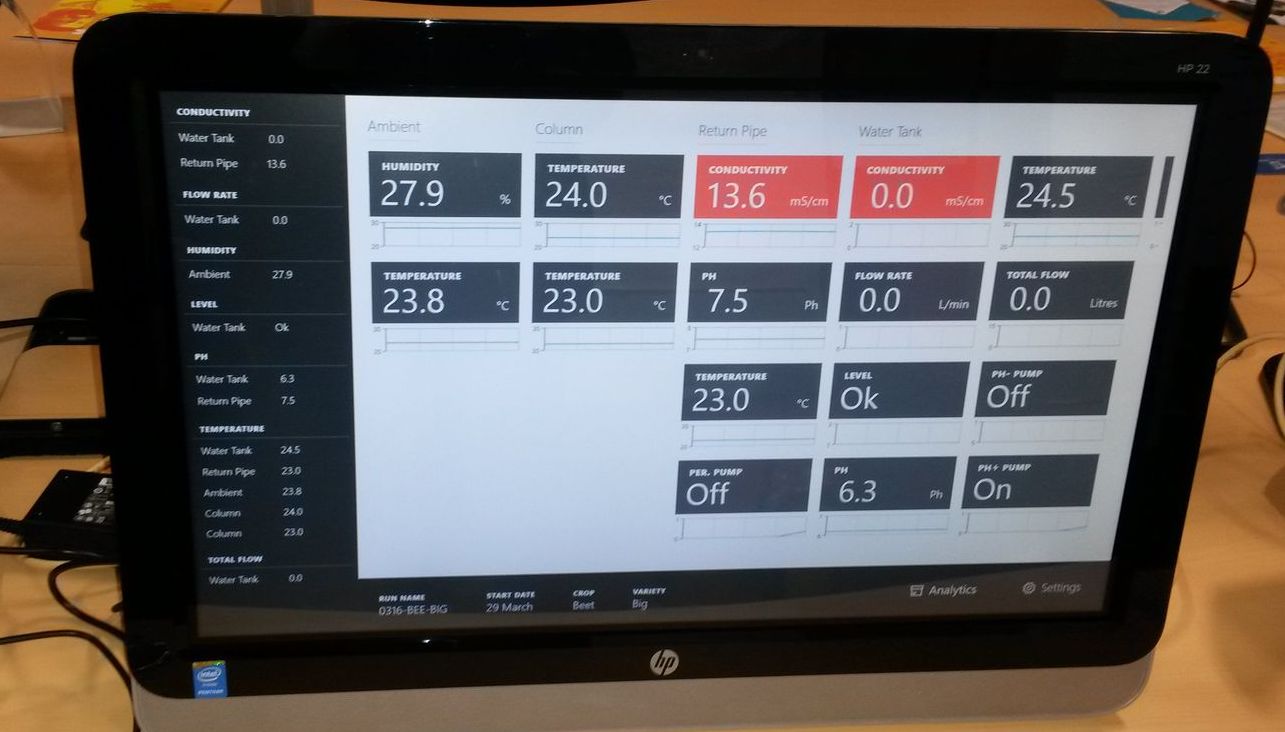 HP 22
CONDUCTIVITY
Water Tank 0.0
Return Pipe 13.6
FLOW RATE
Water Tank 0.0
HUMIDITY
Ambient 27.9
LEVEL
Water Tank Ok
PH
Water Tank 6.3
Return Pipe 7.5
TEMPERATURE
Water Tank 24.5
Return Pipe 23.0
Ambient 23.8
Column 24.0
Column 23.0
TOTAL FLOW
Water Tank 0.0
Ambient Column Return Pipe Water Tank
HUMIDITY
27.9 %
TEMPERATURE
24.0 °C
CONDUCTIVITY
13.6 mS/cm
CONDUCTIVITY
0.0 mS/cm
TEMPERATURE
24.5 °C
TEMPERATURE
23.8 °C
TEMPERATURE
23.0 °C
PH
7.5 Ph
FLOW RATE
0.0 L/min
TOTAL FLOW
0.0 Litres
TEMPERATURE
23.0 °C
LEVEL
Ok
PH- PUMP
Off
PER. PUMP
Off
PH
6.3 Ph
PH+ PUMP
On
RUN NAME
0316-BEE-BIG
START DATE
29 March
CROP
Beet
VARIETY
Big
Analytics
Settings
hp
intel
PENTIUM